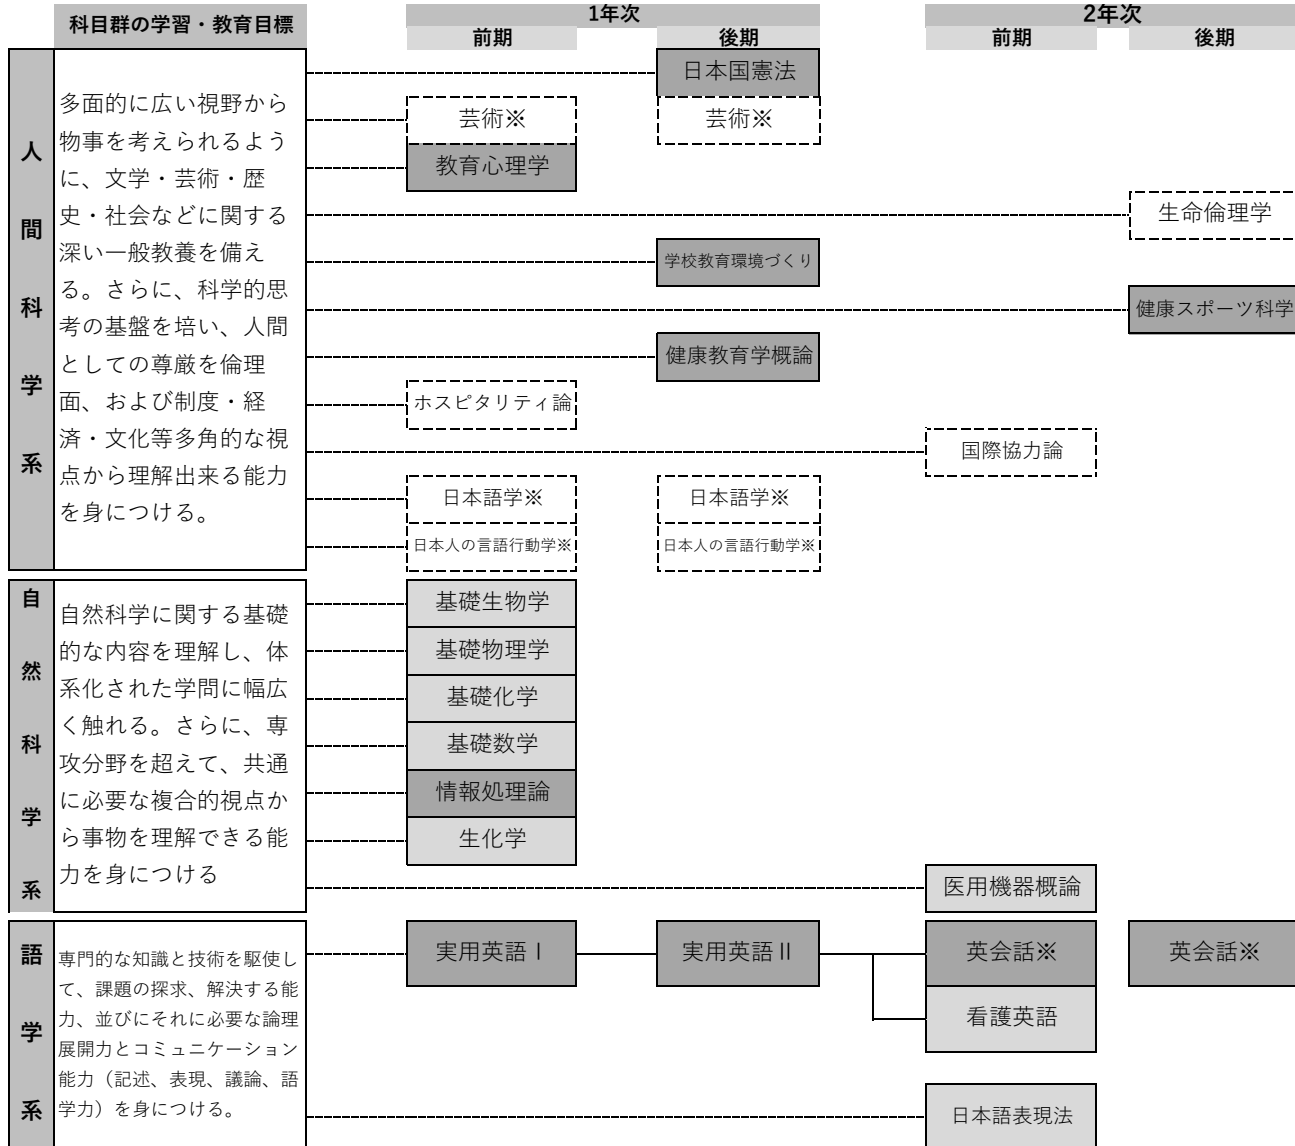 科目群の学習・教育目標
1年次
2年次
前期
後期
前期
後期
人間科学系
多面的に広い視野から
物事を考えられるよう
に、文学・芸術・歴
史・社会などに関する
深い一般教養を備え
る。さらに、科学的思
考の基盤を培い、人間
としての尊厳を倫理
面、および制度・経
済・文化等多角的な視
点から理解出来る能力
を身につける。
日本国憲法
芸術※
芸術※
教育心理学
生命倫理学
学校教育環境づくり
健康スポーツ科学
健康教育学概論
ホスピタリティ論
国際協力論
日本語学※
日本語学※
日本人の言語行動学※
日本人の言語行動学※
自然科学系
自然科学に関する基礎
的な内容を理解し、体
系化された学問に幅広
く触れる。さらに、専
攻分野を超えて、共通
に必要な複合的視点か
ら事物を理解できる能
力を身につける
基礎生物学
基礎物理学
基礎化学
基礎数学
情報処理論
生化学
医用機器概論
語学系
専門的な知識と技術を駆使し
て、課題の探求、解決する能
力、並びにそれに必要な論理
展開力とコミュニケーション
能力（記述、表現、議論、語
学力）を身につける。
実用英語Ⅰ
実用英語Ⅱ
英会話※
英会話※
看護英語
日本語表現法